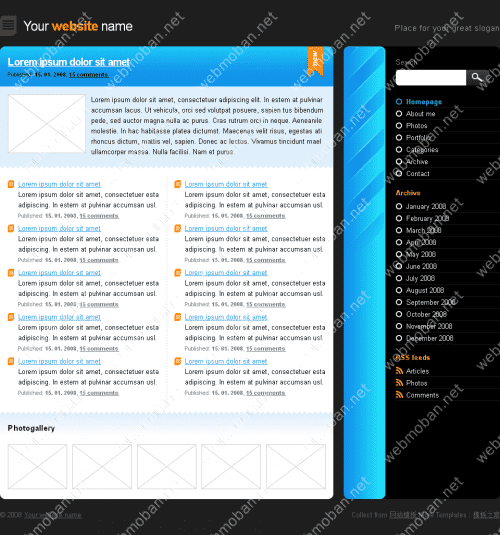 Your website name
Place for your great slogan
Lorem ipsum dolor sit amet
Published: 15. 01. 2008, 15 comments
new
Lorem ipsum dolor sit amet, consectetuer adipiscing elit. In estem at pulvinar
accumsan lacus. Ut vehicula, orci sed volutpat posuere, sapien tus bibendum
pede, sed auctor magna nulla ac purus. Cras rutrum orci in neque. Aeneanile
molestie. In hac habitasse platea dictumst. Maecenas velit risus, egestas ati
rhoncus dictum, mattis vel, sapien. Donec ac lectus. Vivamus tincidunt mael
ullamcorper massa. Nulla facilisi. Nam et purus.
Lorem ipsum dolor sit amet
Lorem ipsum dolor sit amet, consectetuer esta
adipiscing. In estem at pulvinar accumsan usl.
Published: 15. 01. 2008, 15 comments
Lorem ipsum dolor sit amet
Lorem ipsum dolor sit amet, consectetuer esta
adipiscing. In estem at pulvinar accumsan usl.
Published: 15. 01. 2008, 15 comments
Lorem ipsum dolor sit amet
Lorem ipsum dolor sit amet, consectetuer esta
adipiscing. In estem at pulvinar accumsan usl.
Published: 15. 01. 2008, 15 comments
Lorem ipsum dolor sit amet
Lorem ipsum dolor sit amet, consectetuer esta
adipiscing. In estem at pulvinar accumsan usl.
Published: 15. 01. 2008, 15 comments
Lorem ipsum dolor sit amet
Lorem ipsum dolor sit amet, consectetuer esta
adipiscing. In estem at pulvinar accumsan usl.
Published: 15. 01. 2008, 15 comments
Lorem ipsum dolor sit amet
Lorem ipsum dolor sit amet, consectetuer esta
adipiscing. In estem at pulvinar accumsan usl.
Published: 15. 01. 2008, 15 comments
Lorem ipsum dolor sit amet
Lorem ipsum dolor sit amet, consectetuer esta
adipiscing. In estem at pulvinar accumsan usl.
Published: 15. 01. 2008, 15 comments
Lorem ipsum dolor sit amet
Lorem ipsum dolor sit amet, consectetuer esta
adipiscing. In estem at pulvinar accumsan usl.
Published: 15. 01. 2008, 15 comments
Lorem ipsum dolor sit amet
Lorem ipsum dolor sit amet, consectetuer esta
adipiscing. In estem at pulvinar accumsan usl.
Published: 15. 01. 2008, 15 comments
Lorem ipsum dolor sit amet
Lorem ipsum dolor sit amet, consectetuer esta
adipiscing. In estem at pulvinar accumsan usl.
Published: 15. 01. 2008, 15 comments
Photogallery
Search
Homepage
About me
Photos
Portfolio
Categories
Archive
Contact
Archive
January 2008
February 2008
March 2008
April 2008
May 2008
June 2008
July 2008
August 2008
September 2008
October 2008
November 2008
December 2008
RSS feeds
Articles
Photos
Comments
© 2008 Your website name
Collect from 网站模板 Templates 模板之家
webmoban.net